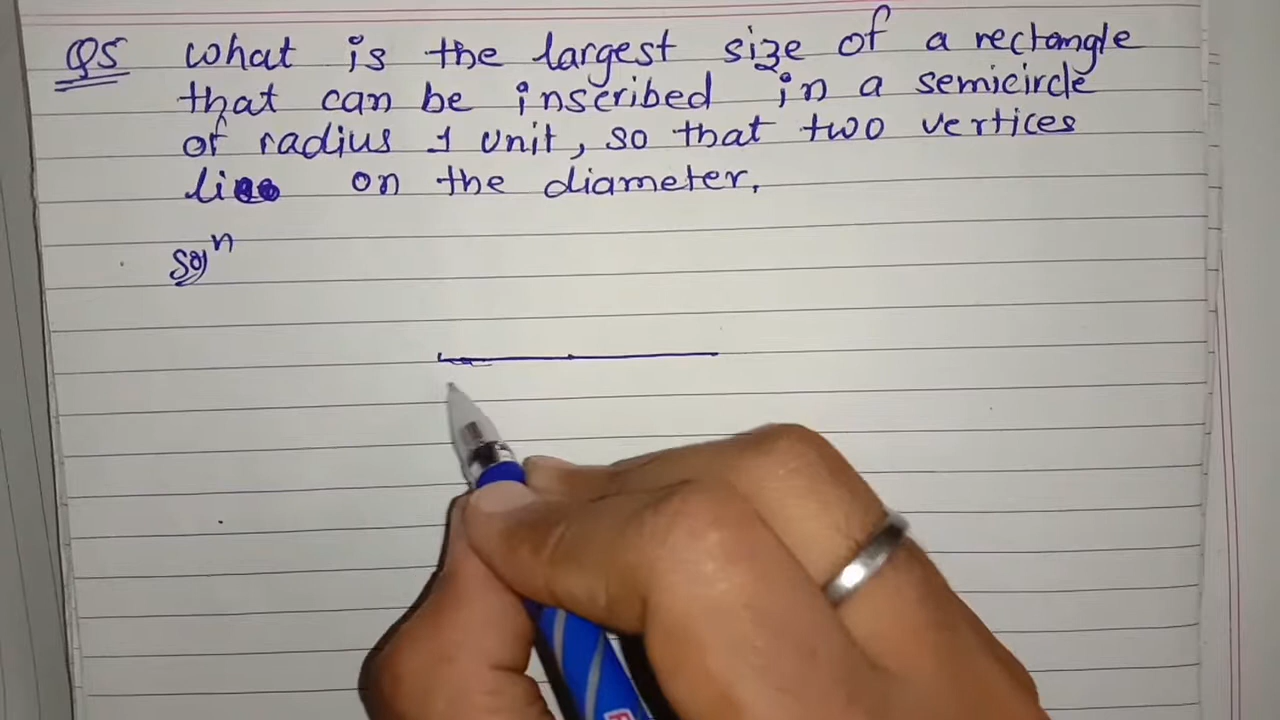 Q5 What is the largest size of a rectangle
that can be inscribed in a semicircle
of radius 1 unit, so that two vertices
lie on the diameter.
Solⁿ